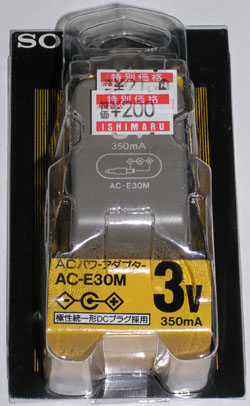 SO
特別価格
特別価格
¥200
ISHIMARU
350mA
AC-E30M
ACパワーアダプター
AC-E30M
3V
極性統一形DCプラグ採用
350mA